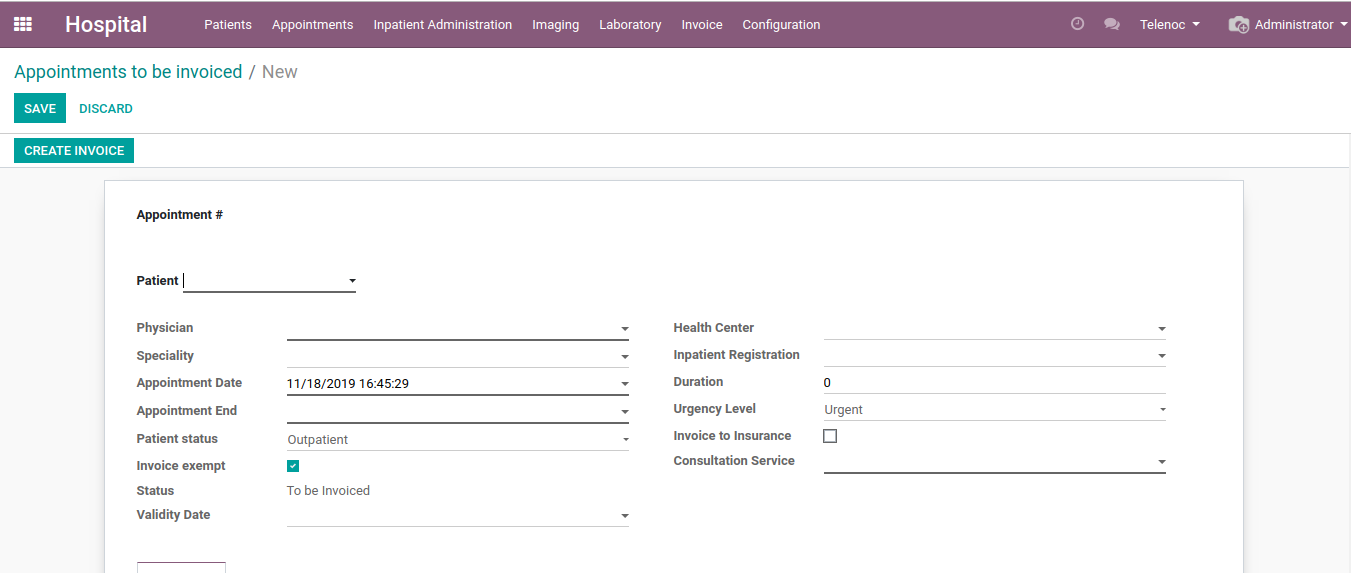 Hospital Patients Appointments Inpatient Administration Imaging Laboratory Invoice Configuration Telenoc Administrator
Appointments to be invoiced / New
SAVE DISCARD
CREATE INVOICE
Appointment #
Patient
Physician
Speciality
Appointment Date 11/18/2019 16:45:29
Appointment End
Patient status Outpatient
Invoice exempt
Status To be Invoiced
Validity Date
Health Center
Inpatient Registration
Duration 0
Urgency Level Urgent
Invoice to Insurance
Consultation Service